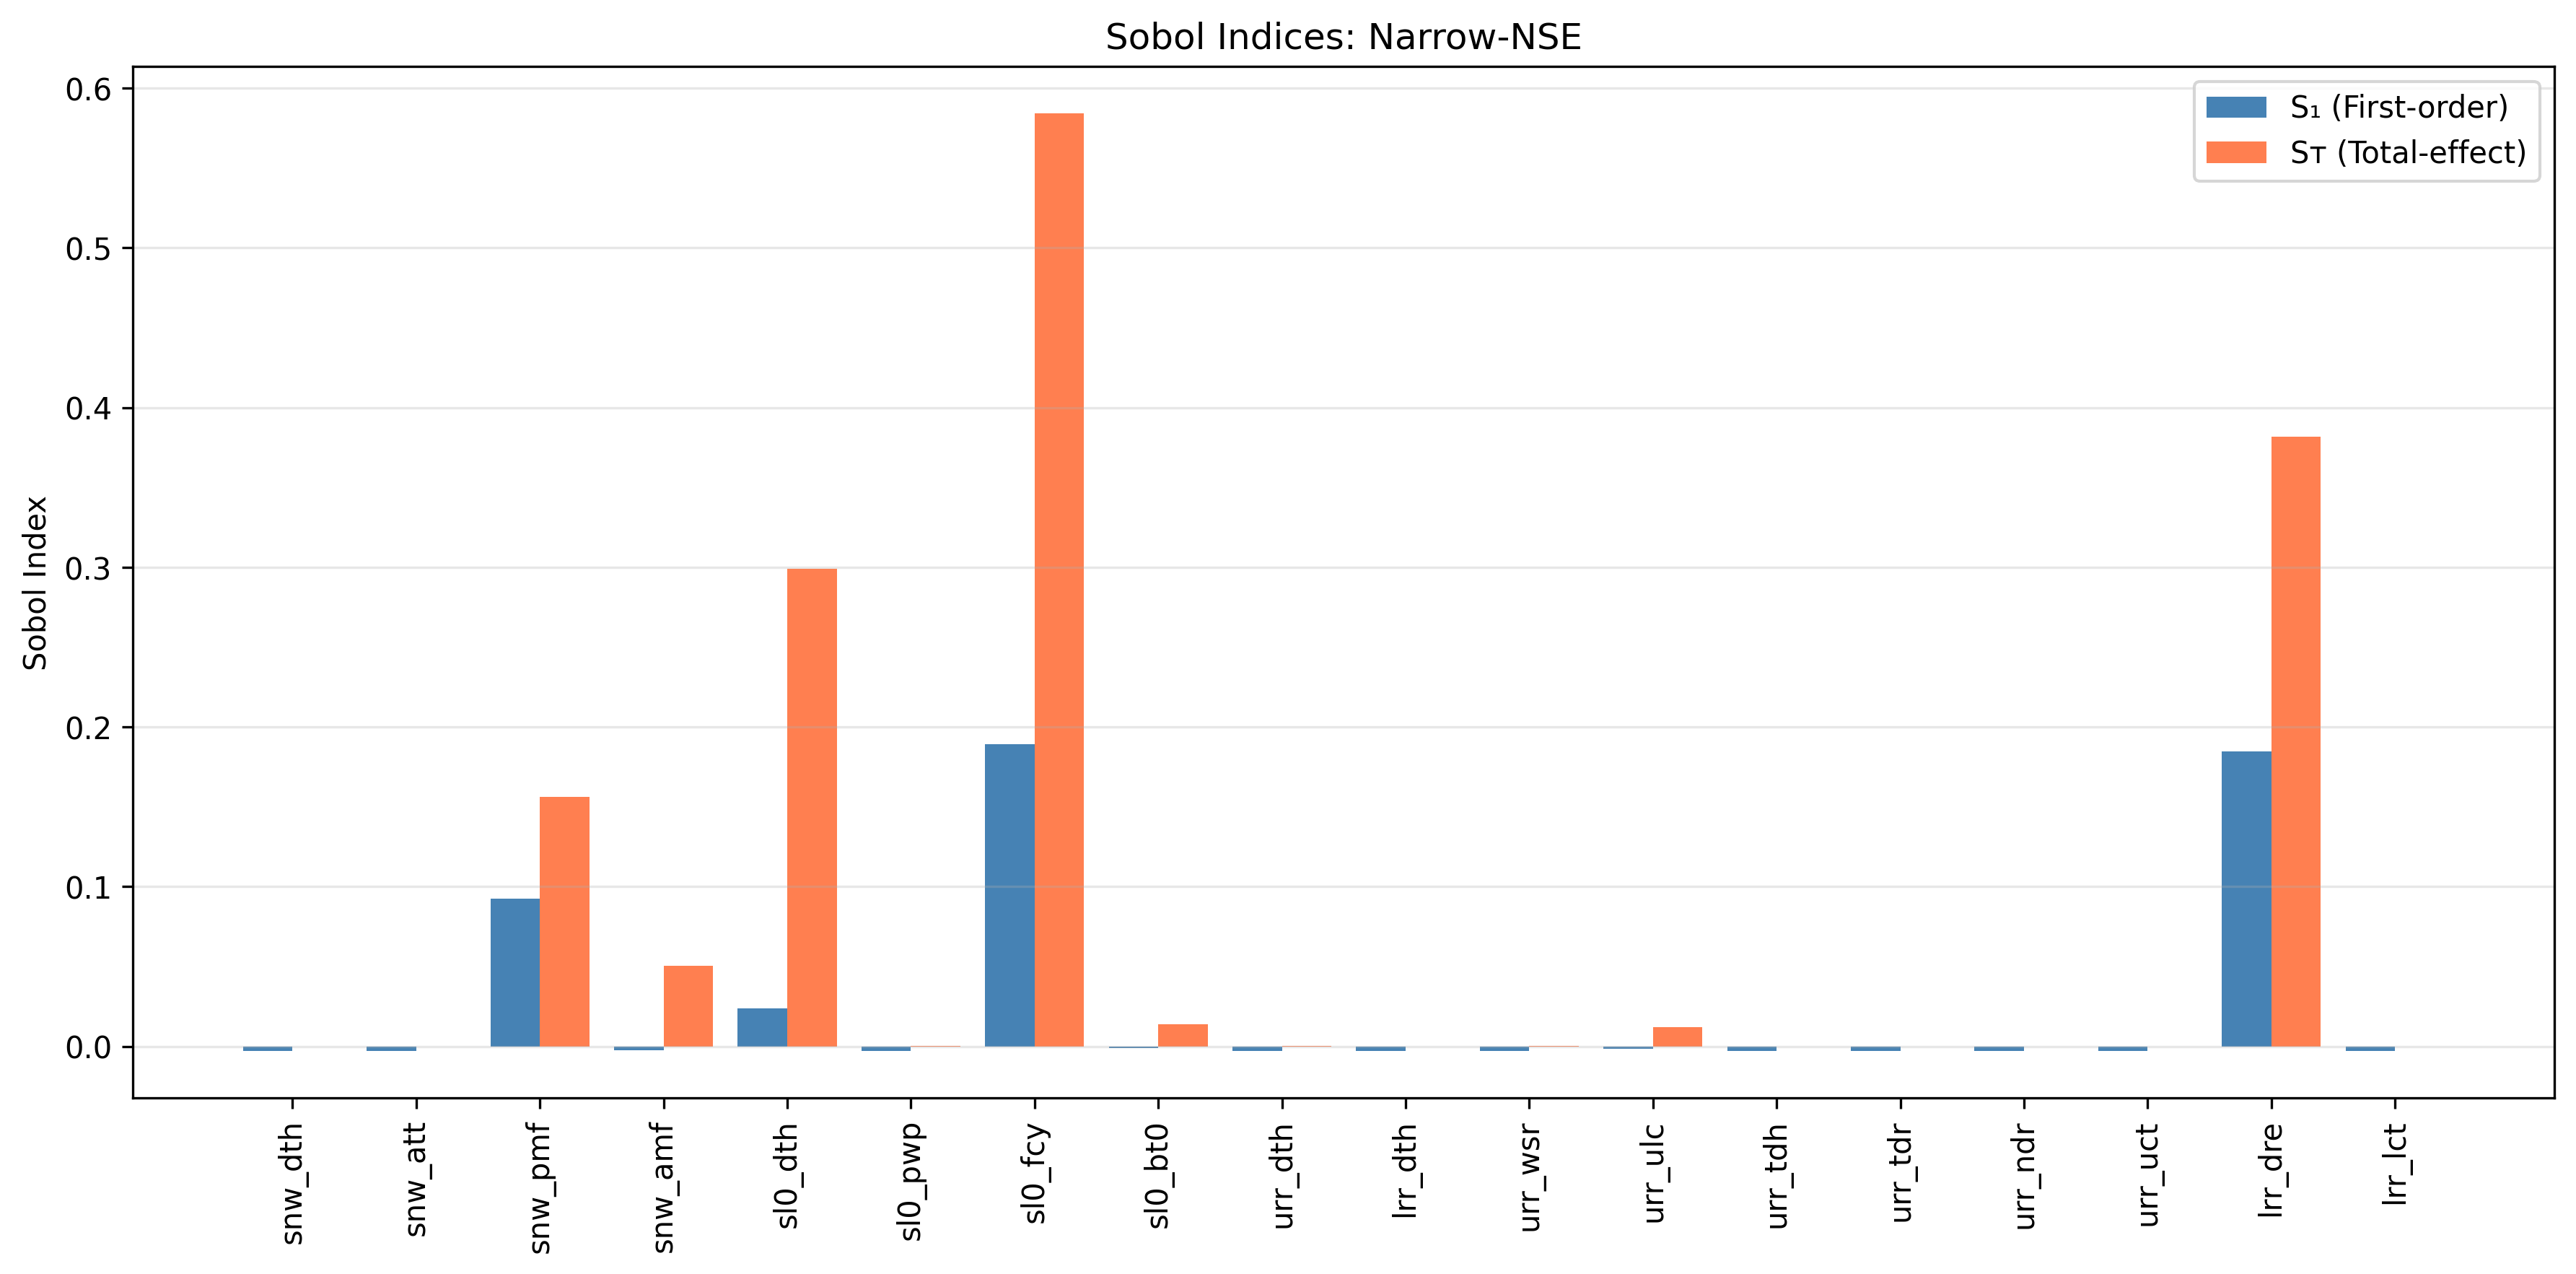 Sobol Indices: Narrow-NSE
S₁ (First-order)
Sᴛ (Total-effect)
Sobol Index
0.6
0.5
0.4
0.3
0.2
0.1
0.0
snw_dth
snw_att
snw_pmf
snw_amf
sl0_dth
sl0_pwp
sl0_fcy
sl0_bt0
urr_dth
lrr_dth
urr_wsr
urr_ulc
urr_tdh
urr_tdr
urr_ndr
urr_uct
lrr_dre
lrr_lct